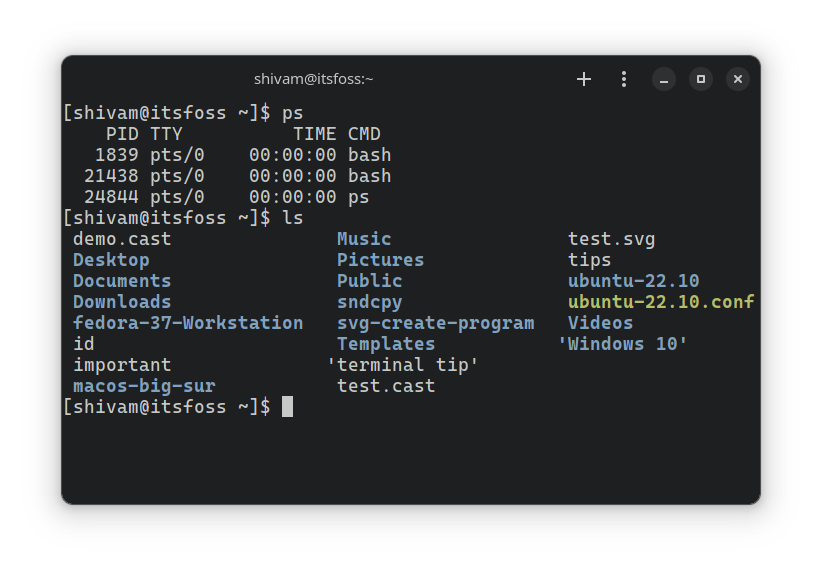 shivam@itsfoss:~
[shivam@itsfoss ~]$ ps
    PID TTY          TIME CMD
   1839 pts/0    00:00:00 bash
  21438 pts/0    00:00:00 bash
  24844 pts/0    00:00:00 ps
[shivam@itsfoss ~]$ ls
 demo.cast               Music                test.svg
 Desktop                 Pictures             tips
 Documents               Public               ubuntu-22.10
 Downloads               sndcpy               ubuntu-22.10.conf
 fedora-37-Workstation   svg-create-program   Videos
 id                      Templates           'Windows 10'
 important              'terminal tip'
 macos-big-sur           test.cast
[shivam@itsfoss ~]$